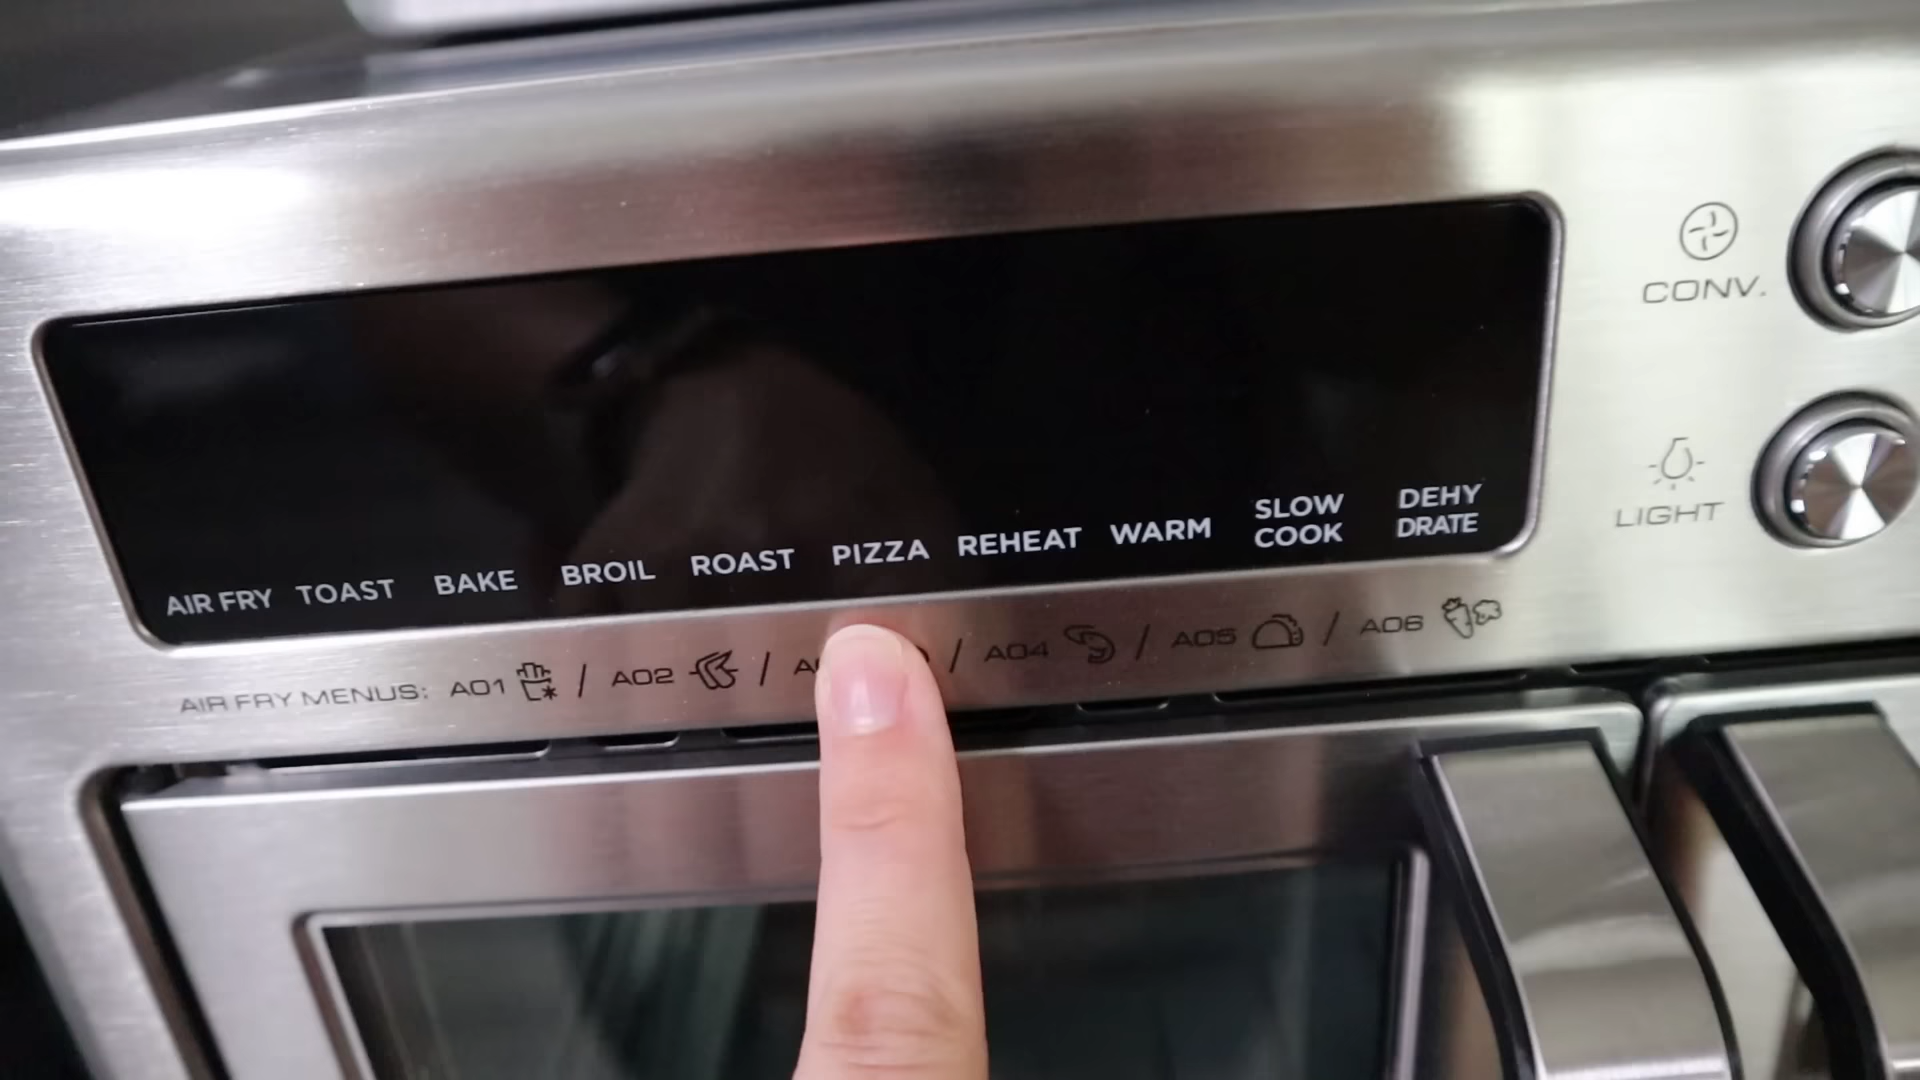 AIR FRY TOAST BAKE BROIL ROAST PIZZA REHEAT WARM SLOW COOK DEHY DRATE
AIR FRY MENUS: A01 / A02 / / A04 / A05 / A06
CONV.
LIGHT